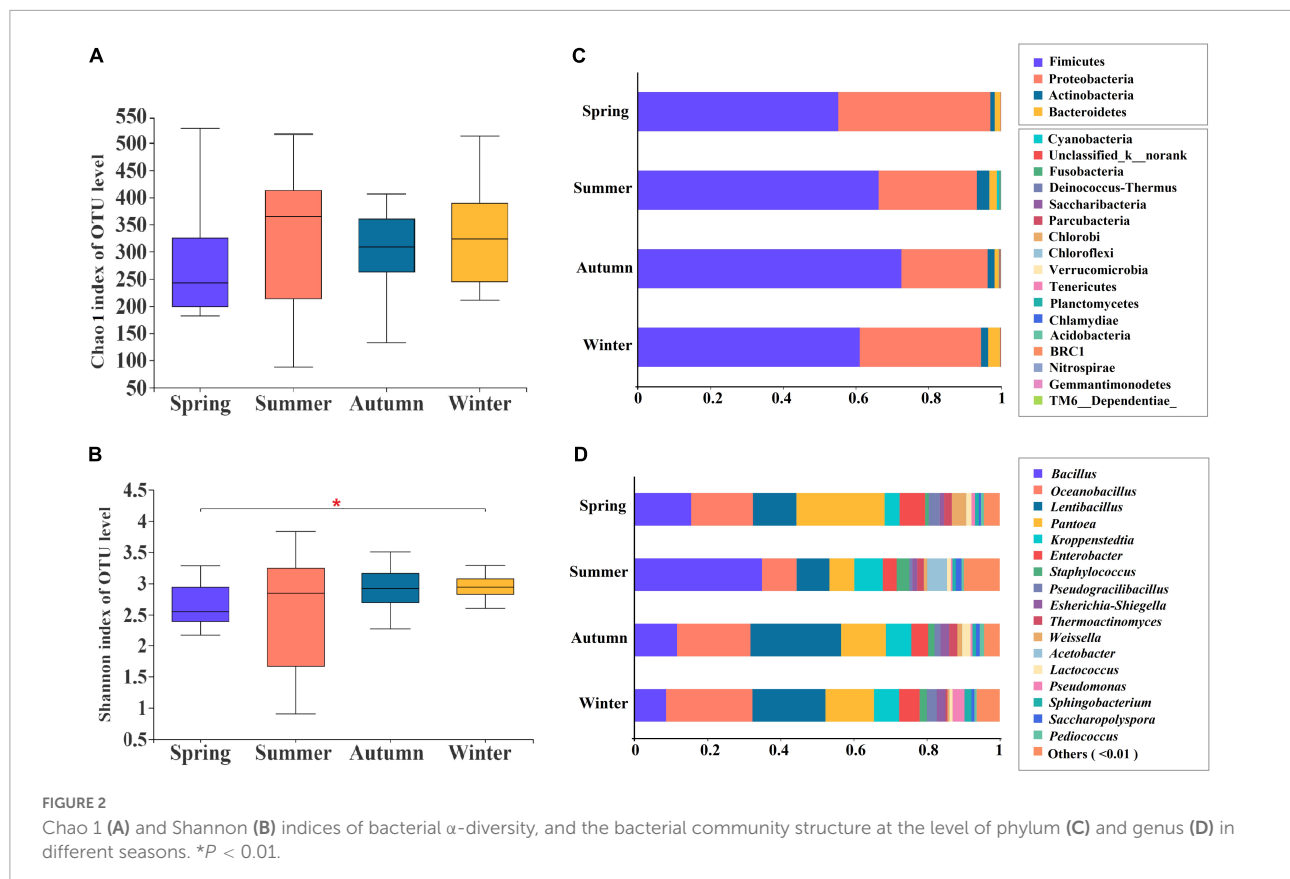 A
Chao 1 index of OTU level
550
500
450
400
350
300
250
200
150
100
50
Spring Summer Autumn Winter
C
Spring
Summer
Autumn
Winter
0 0.2 0.4 0.6 0.8 1
Fimicutes
Proteobacteria
Actinobacteria
Bacteroidetes
Cyanobacteria
Unclassified_k__norank
Fusobacteria
Deinococcus-Thermus
Saccharibacteria
Parcubacteria
Chlorobi
Chloroflexi
Verrucomicrobia
Tenericutes
Planctomycetes
Chlamydiae
Acidobacteria
BRC1
Nitrospirae
Gemmantimonodetes
TM6__Dependentiae_
B
Shannon index of OTU level
4.5
4
3.5
3
2.5
2
1.5
1
0.5
*
Spring Summer Autumn Winter
D
Spring
Summer
Autumn
Winter
0 0.2 0.4 0.6 0.8 1
Bacillus
Oceanobacillus
Lentibacillus
Pantoea
Kroppenstedtia
Enterobacter
Staphylococcus
Pseudogracilibacillus
Esherichia-Shiegella
Thermoactinomyces
Weissella
Acetobacter
Lactococcus
Pseudomonas
Sphingobacterium
Saccharopolyspora
Pediococcus
Others ( <0.01 )
FIGURE 2
Chao 1 (A) and Shannon (B) indices of bacterial α-diversity, and the bacterial community structure at the level of phylum (C) and genus (D) in
different seasons. *P < 0.01.